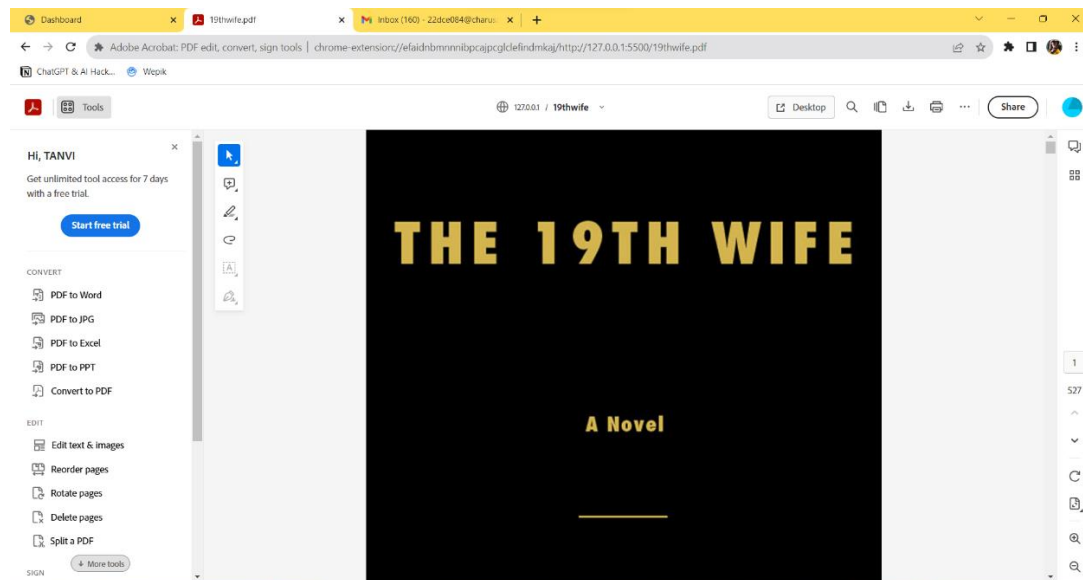 Dashboard
19thwife.pdf
Inbox (160) - 22dce084@charus
Adobe Acrobat: PDF edit, convert, sign tools | chrome-extension://efaidnbmnnnibpcajpcglclefindmkaj/http://127.0.0.1:5500/19thwife.pdf
ChatGPT & AI Hack...
Wepik
Tools
127.0.0.1 / 19thwife
Desktop
Share
Hi, TANVI
Get unlimited tool access for 7 days
with a free trial.
Start free trial
CONVERT
PDF to Word
PDF to JPG
PDF to Excel
PDF to PPT
Convert to PDF
EDIT
Edit text & images
Reorder pages
Rotate pages
Delete pages
Split a PDF
More tools
SIGN
THE 19TH WIFE
A Novel
1
527